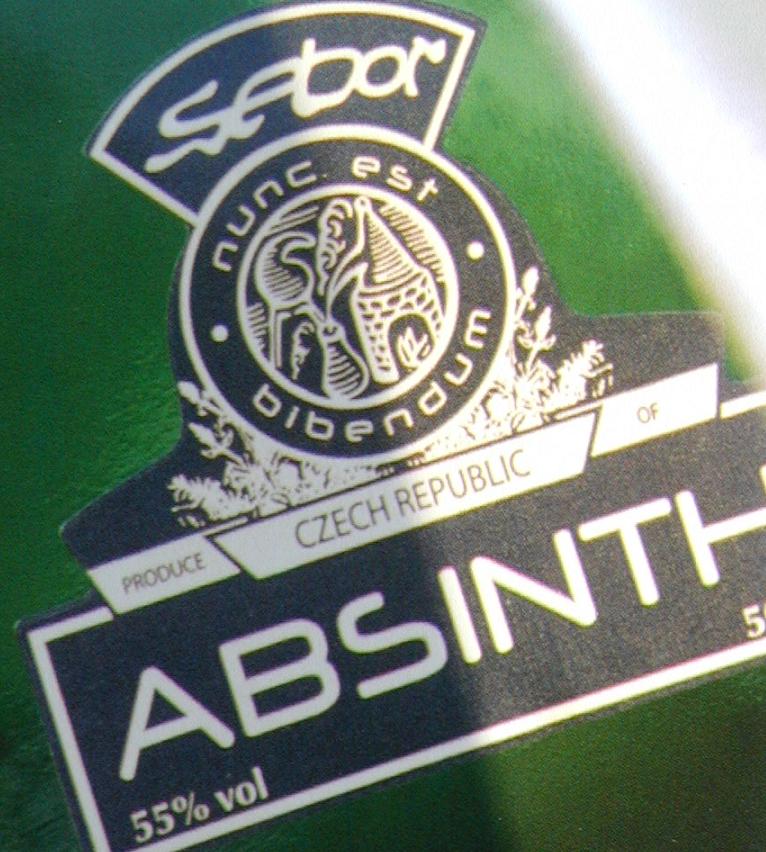 sebor
nunc est
bibendum
PRODUCE OF
CZECH REPUBLIC
ABSINTH
55% vol